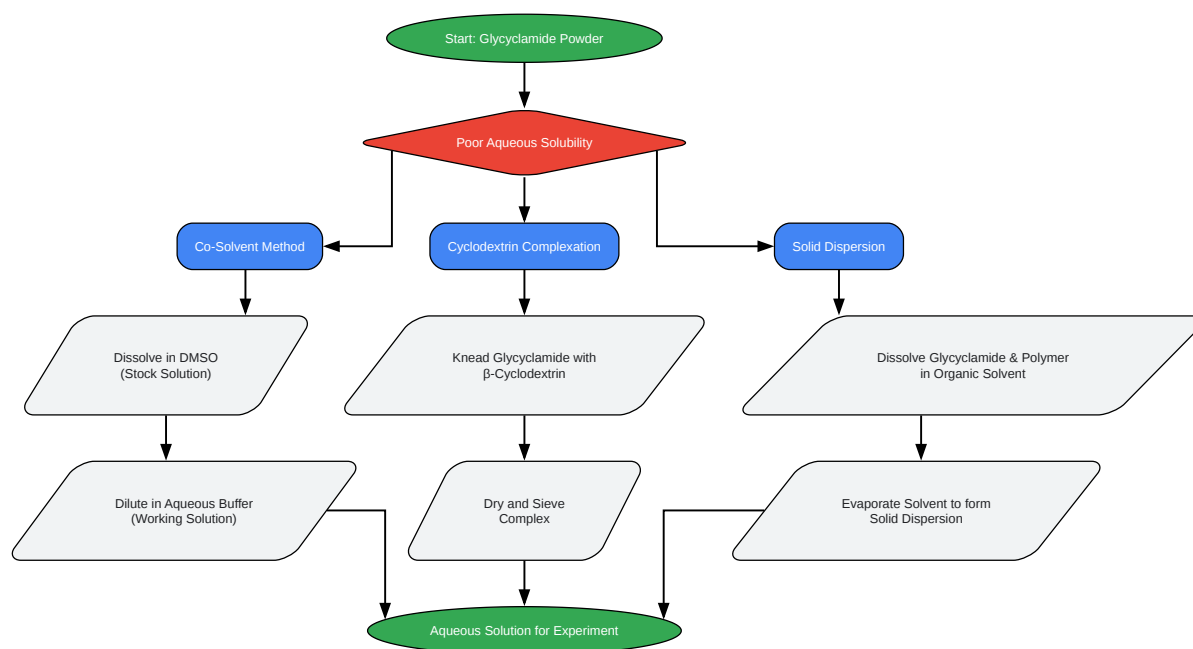 Start: Glycyclamide Powder
Poor Aqueous Solubility
Co-Solvent Method
Cyclodextrin Complexation
Solid Dispersion
Dissolve in DMSO
(Stock Solution)
Knead Glycyclamide with
β-Cyclodextrin
Dissolve Glycyclamide & Polymer
in Organic Solvent
Dilute in Aqueous Buffer
(Working Solution)
Dry and Sieve
Complex
Evaporate Solvent to form
Solid Dispersion
Aqueous Solution for Experiment